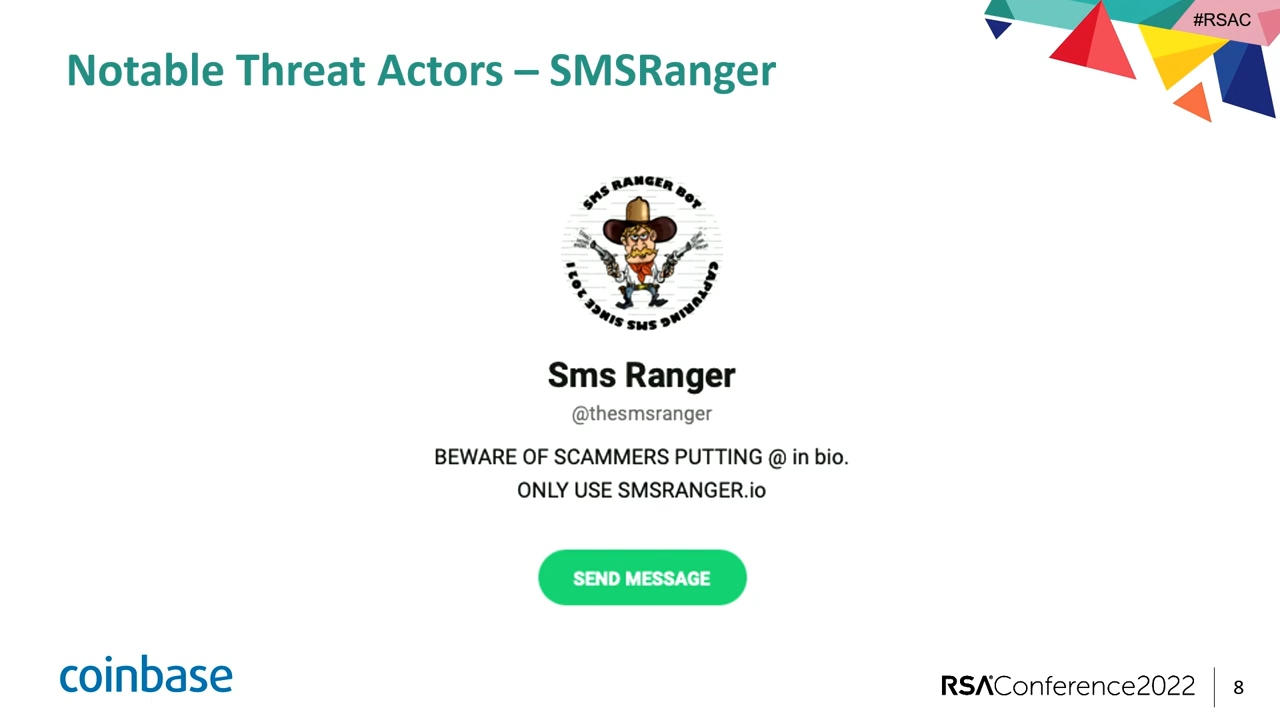 #RSAC
Notable Threat Actors – SMSRanger
SMS RANGER BOT
CAPTURING SMS SINCE 2021
Sms Ranger
@thesmsranger
BEWARE OF SCAMMERS PUTTING @ in bio.
ONLY USE SMSRANGER.io
SEND MESSAGE
coinbase
RSAConference2022
8